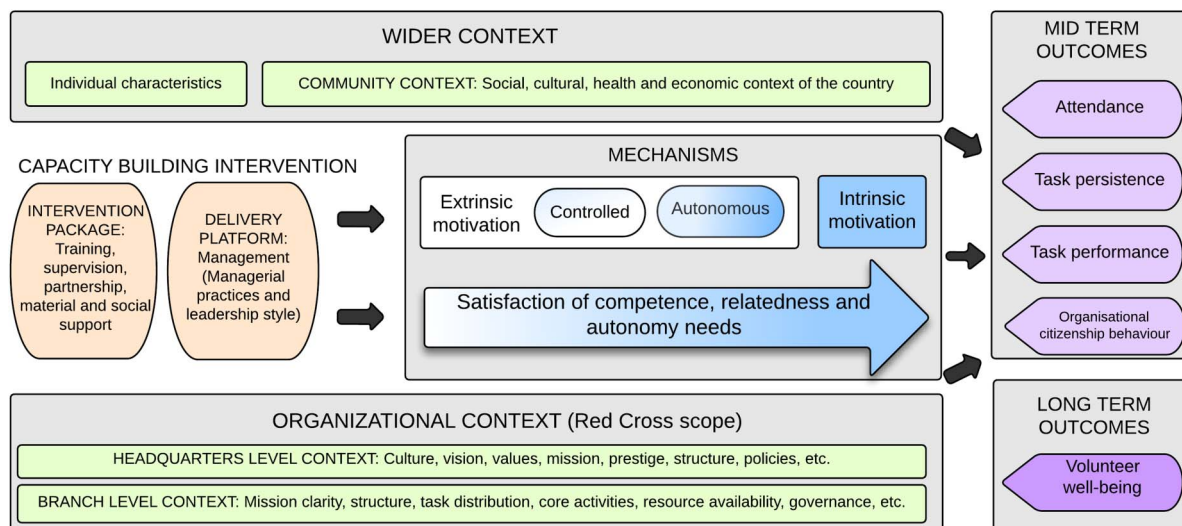 WIDER CONTEXT
Individual characteristics
COMMUNITY CONTEXT: Social, cultural, health and economic context of the country
CAPACITY BUILDING INTERVENTION
INTERVENTION
PACKAGE:
Training,
supervision,
partnership,
material and social
support
DELIVERY
PLATFORM:
Management
(Managerial
practices and
leadership style)
MECHANISMS
Extrinsic
motivation
Controlled
Autonomous
Intrinsic
motivation
Satisfaction of competence, relatedness and
autonomy needs
ORGANIZATIONAL CONTEXT (Red Cross scope)
HEADQUARTERS LEVEL CONTEXT: Culture, vision, values, mission, prestige, structure, policies, etc.
BRANCH LEVEL CONTEXT: Mission clarity, structure, task distribution, core activities, resource availability, governance, etc.
MID TERM
OUTCOMES
Attendance
Task persistence
Task performance
Organisational
citizenship behaviour
LONG TERM
OUTCOMES
Volunteer
well-being